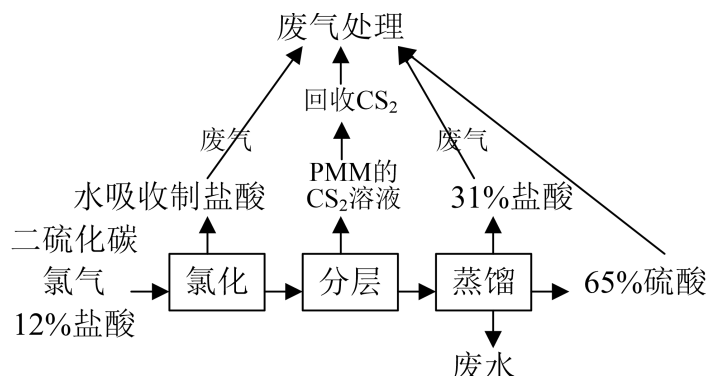 废气处理
回收CS₂
废气
废气
PMM的
CS₂溶液
水吸收制盐酸
31%盐酸
二硫化碳
氯气
12%盐酸
氯化
分层
蒸馏
65%硫酸
废水